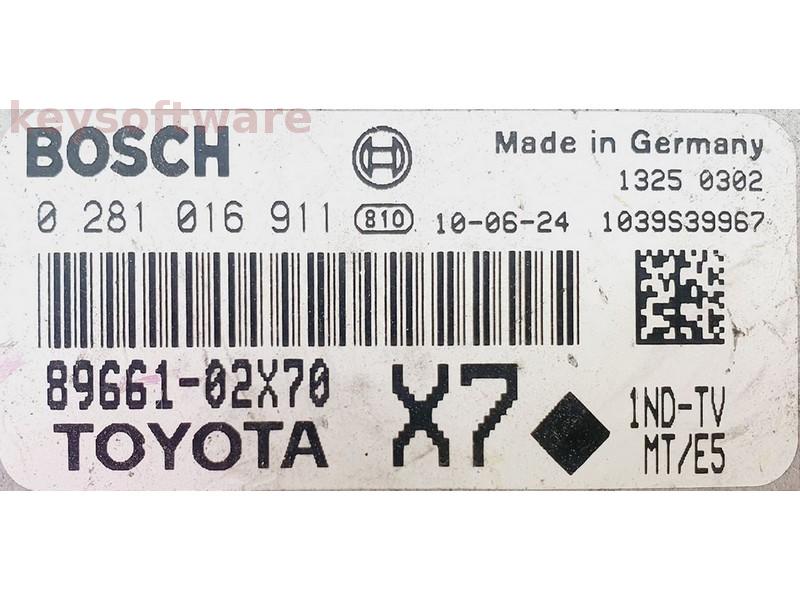 keysoftware
BOSCH Made in Germany
1325 0302
0 281 016 911 810 10-06-24 1039S39967
89661-02X70 X7 1ND-TV
TOYOTA MT/E5